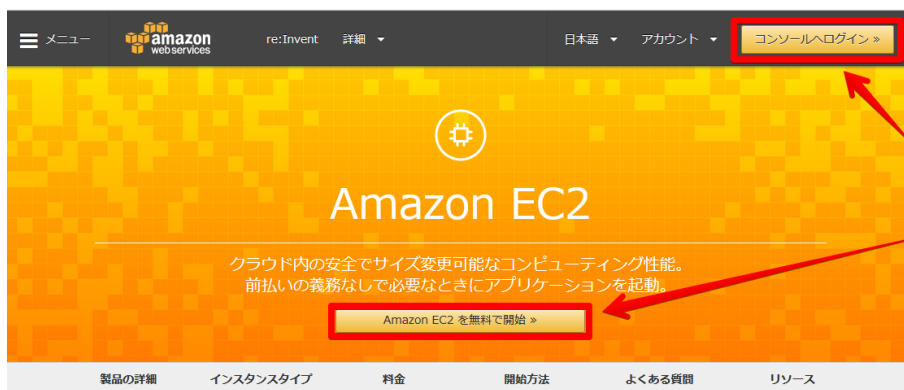 メニュー
amazon
webservices
re:Invent
詳細
日本語
アカウント
コンソールへログイン »
Amazon EC2
クラウド内の安全でサイズ変更可能なコンピューティング性能。
前払いの義務なしで必要なときにアプリケーションを起動。
Amazon EC2 を無料で開始 »
製品の詳細
インスタンスタイプ
料金
開始方法
よくある質問
リソース